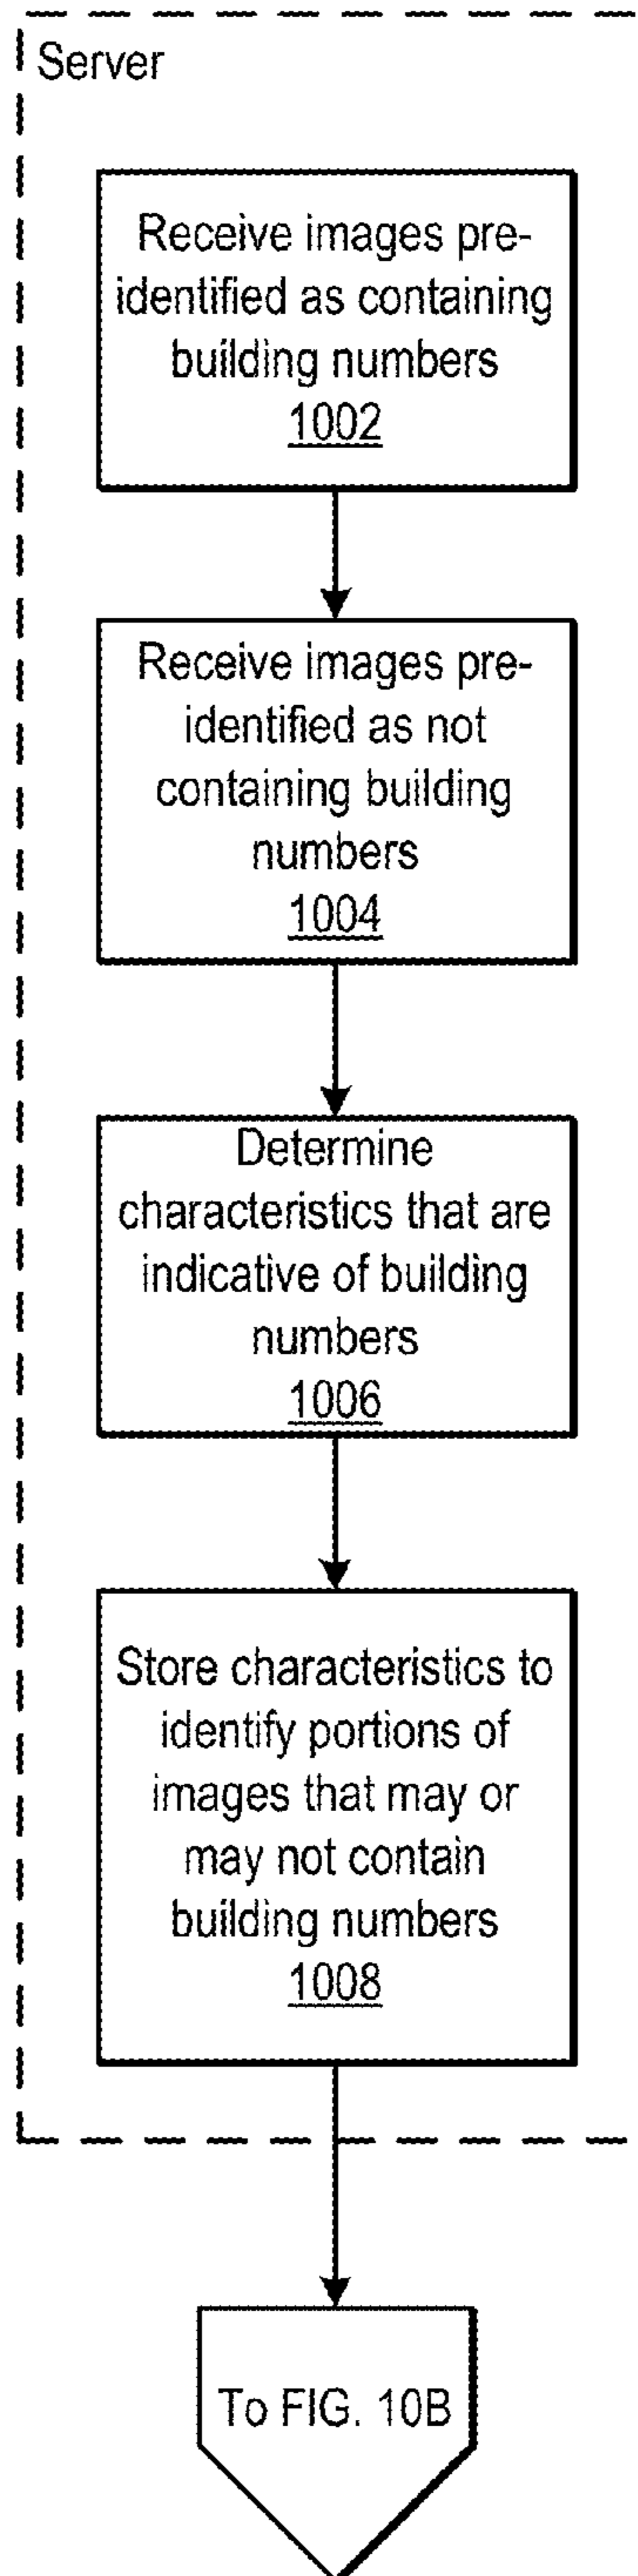 Server
Receive images pre-
identified as containing
building numbers
1002
Receive images pre-
identified as not
containing building
numbers
1004
Determine
characteristics that are
indicative of building
numbers
1006
Store characteristics to
identify portions of
images that may or
may not contain
building numbers
1008
To FIG. 10B